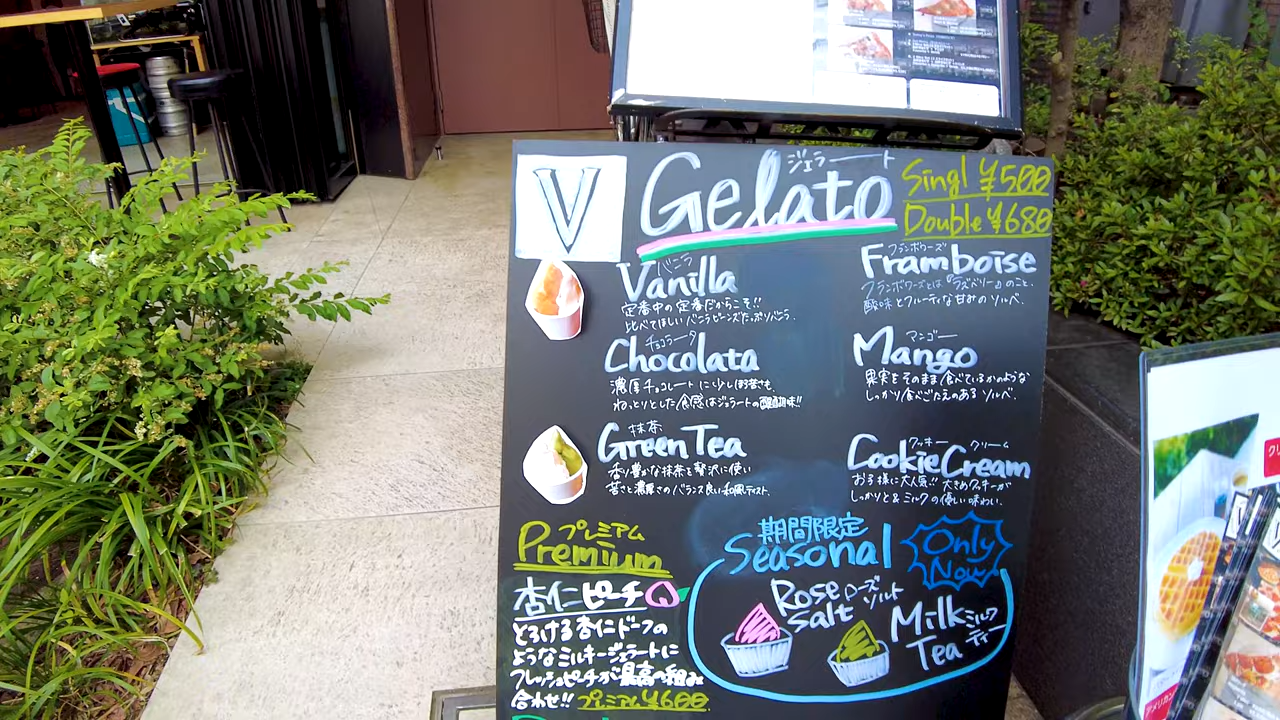 V
Gelato
ジェラート
Singl ¥500
Double ¥680
バニラ
Vanilla
定番中の定番だからこそ!!
比べてほしいバニラビーンズたっぷりバニラ.
チョコラータ
Chocolata
濃厚チョコレートに少しほろ苦さも、
ねっとりとした食感はジェラートの醍醐味!!
抹茶
Green Tea
香り豊かな抹茶を贅沢に使い
苦さと濃厚さのバランス良い和風テイスト.
フランボワーズ
Framboise
フランボワーズとは『ラズベリー』のこと.
酸味とフルーティな甘みのソルベ.
マンゴー
Mango
果実をそのまま食べているかのような
しっかり食べごたえのあるソルベ.
クッキー クリーム
Cookie Cream
お子様に大人気!! 大きめクッキーが
しっかりと & ミルクの優しい味わい.
プレミアム
Premium
杏仁ピーチ
とろける杏仁ドーフの
ようなミルキージェラートに
フレッシュピーチが最高の組み
合わせ!! プレミアム¥600
期間限定
Seasonal
Only
Now
Rose ローズ
Salt ソルト
Milk ミルク
Tea ティー
アメリカン